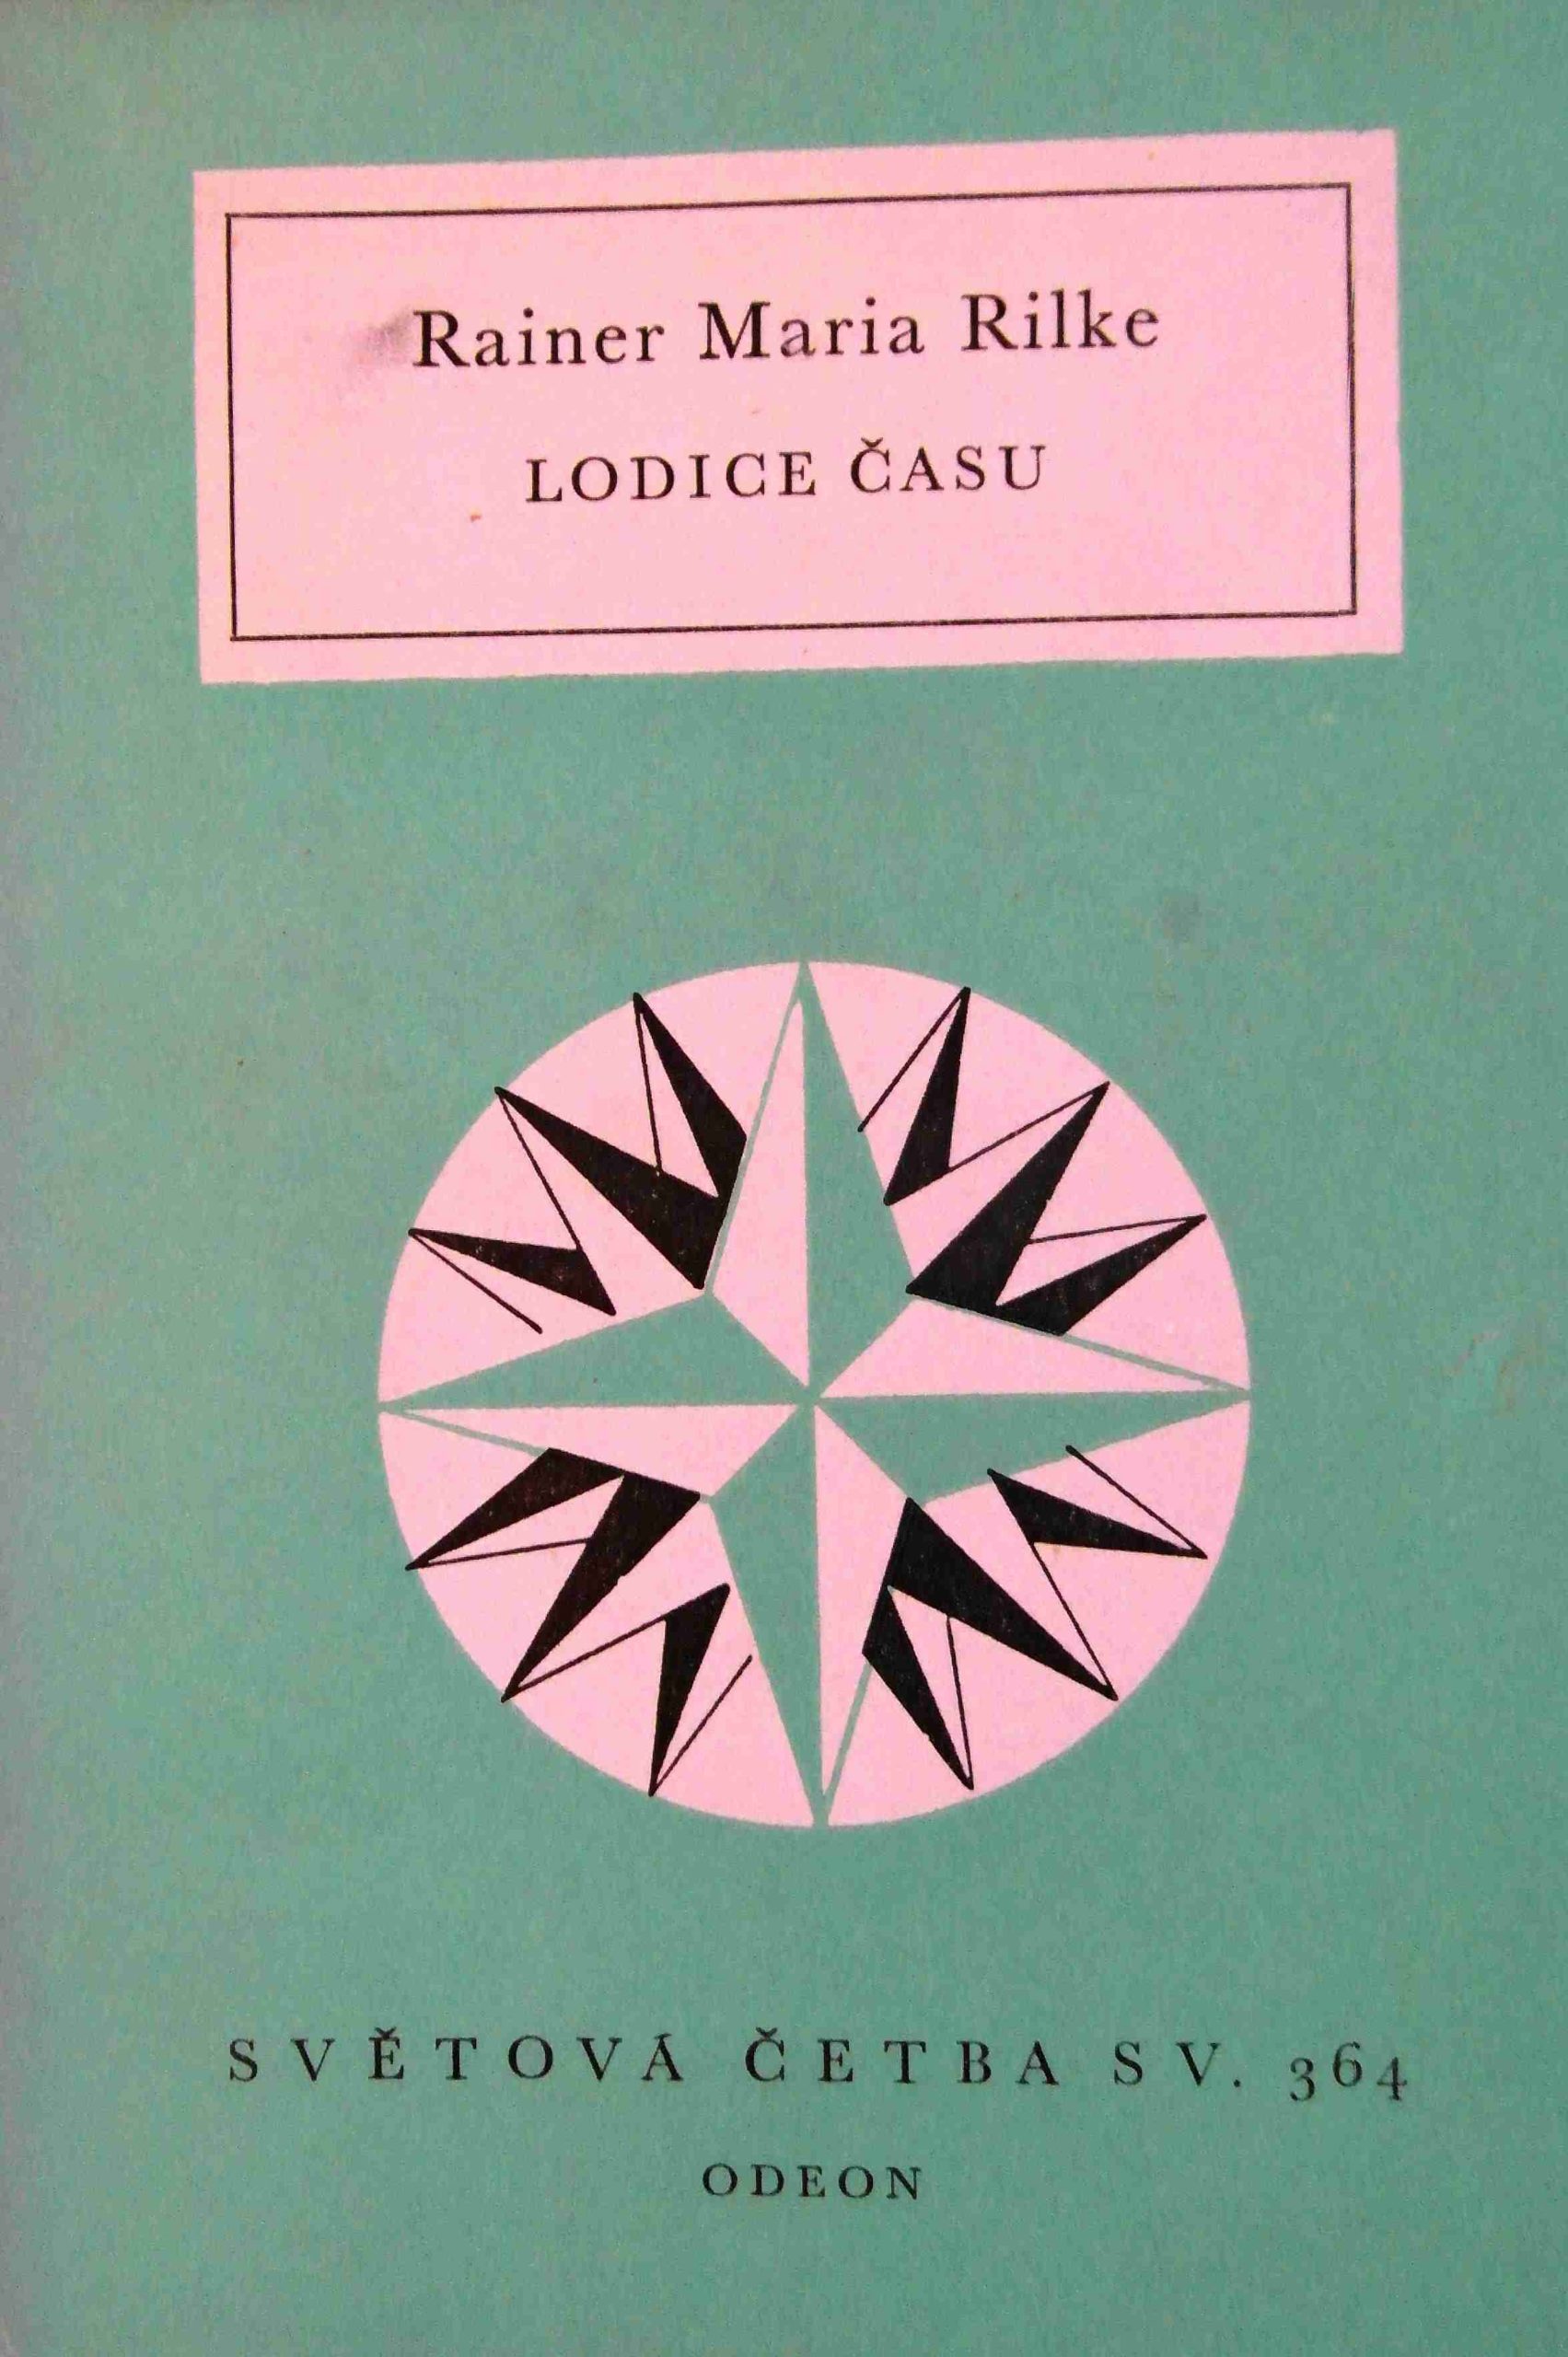 Rainer Maria Rilke
LODICE ČASU
SVĚTOVÁ ČETBA SV. 364
ODEON